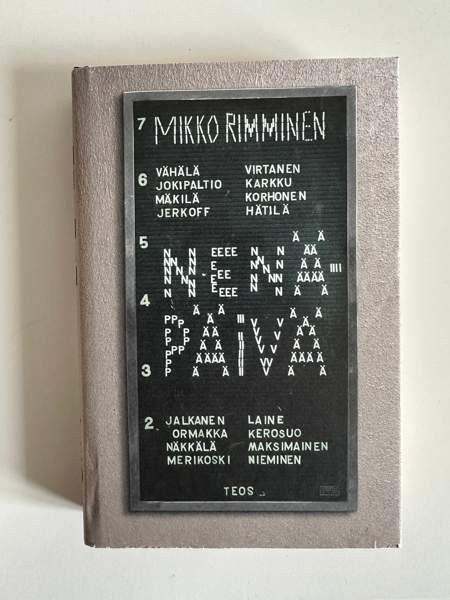 7 MIKKO RIMMINEN
6 VÄHÄLÄ VIRTANEN
JOKIPALTIO KARKKU
MÄKILÄ KORHONEN
JERKOFF HÄTILÄ
5 NENÄ-
4
3 PÄIVÄ
2 JALKANEN LAINE
ORMAKKA KEROSUO
NÄKKÄLÄ MAKSIMAINEN
MERIKOSKI NIEMINEN
TEOS